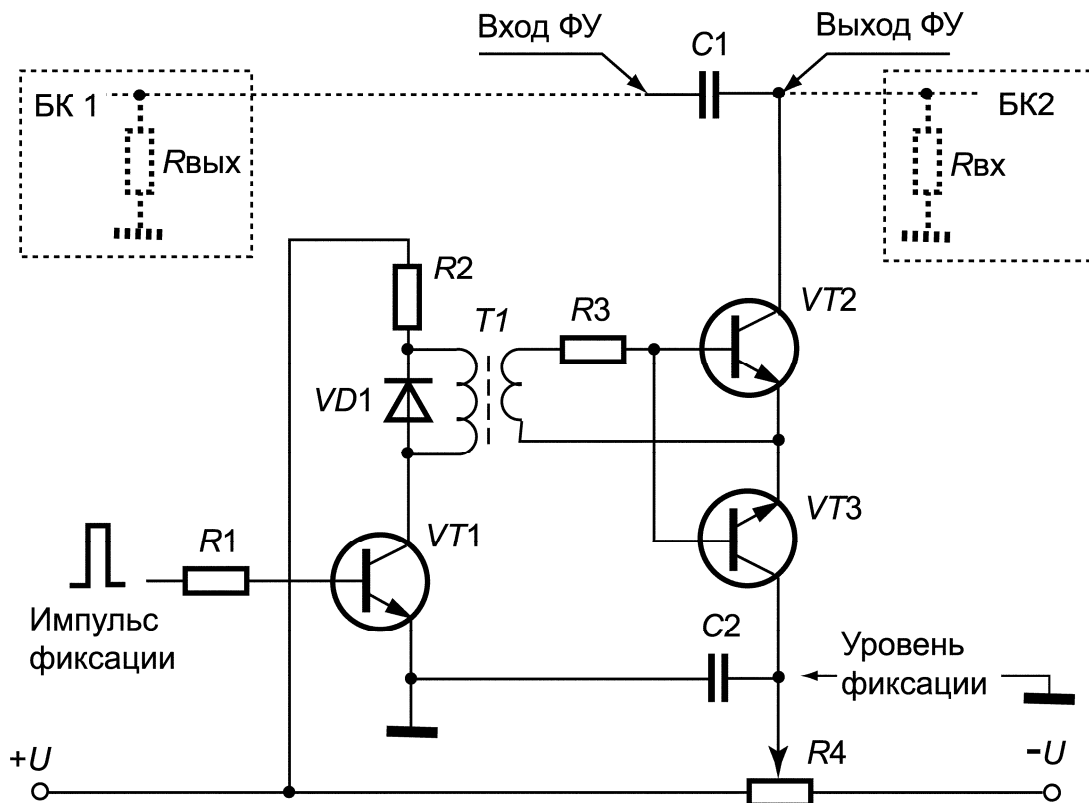 Вход ФУ
C1
Выход ФУ
БК 1
БК2
Rвых
Rвх
R2
T1
R3
VT2
VD1
VT1
VT3
R1
Импульс
фиксации
C2
Уровень
фиксации
+U
R4
−U